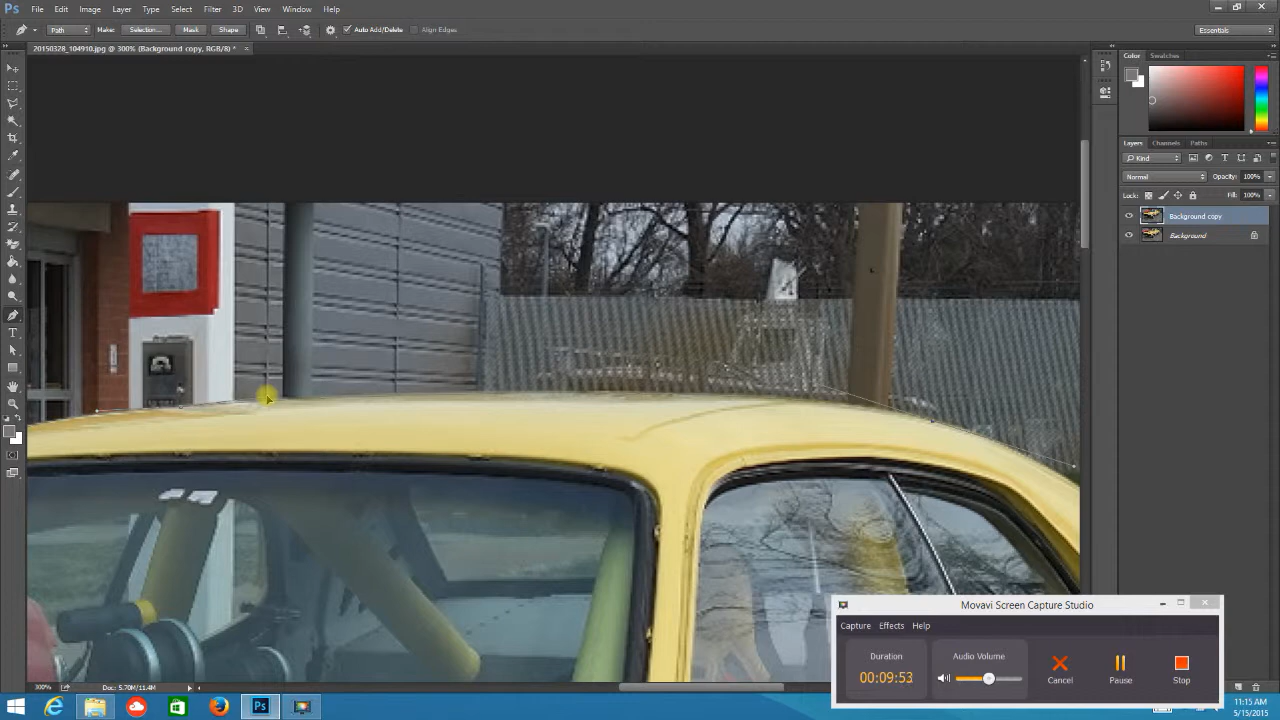 Ps File Edit Image Layer Type Select Filter 3D View Window Help
Path Make: Selection... Mask Shape Auto Add/Delete Align Edges Essentials
20150328_104910.jpg @ 300% (Background copy, RGB/8) * ×
Color Swatches
Layers Channels Paths
Kind
Normal Opacity: 100%
Lock: Fill: 100%
Background copy
Background
Movavi Screen Capture Studio
Capture Effects Help
Duration Audio Volume
00:09:53 Cancel Pause Stop
300% Doc: 5.70M/11.4M
Ps
11:15 AM
5/15/2015